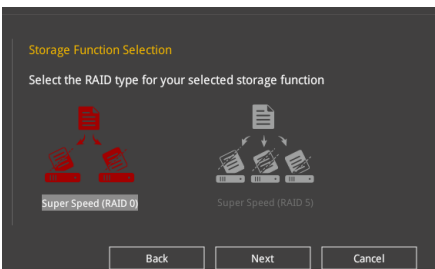 Storage Function Selection
Select the RAID type for your selected storage function
Super Speed (RAID 0)
Super Speed (RAID 5)
Back
Next
Cancel